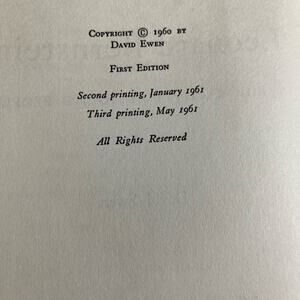 COPYRIGHT © 1960 BY
DAVID EWEN
FIRST EDITION
Second printing, January 1961
Third printing, May 1961
All Rights Reserved